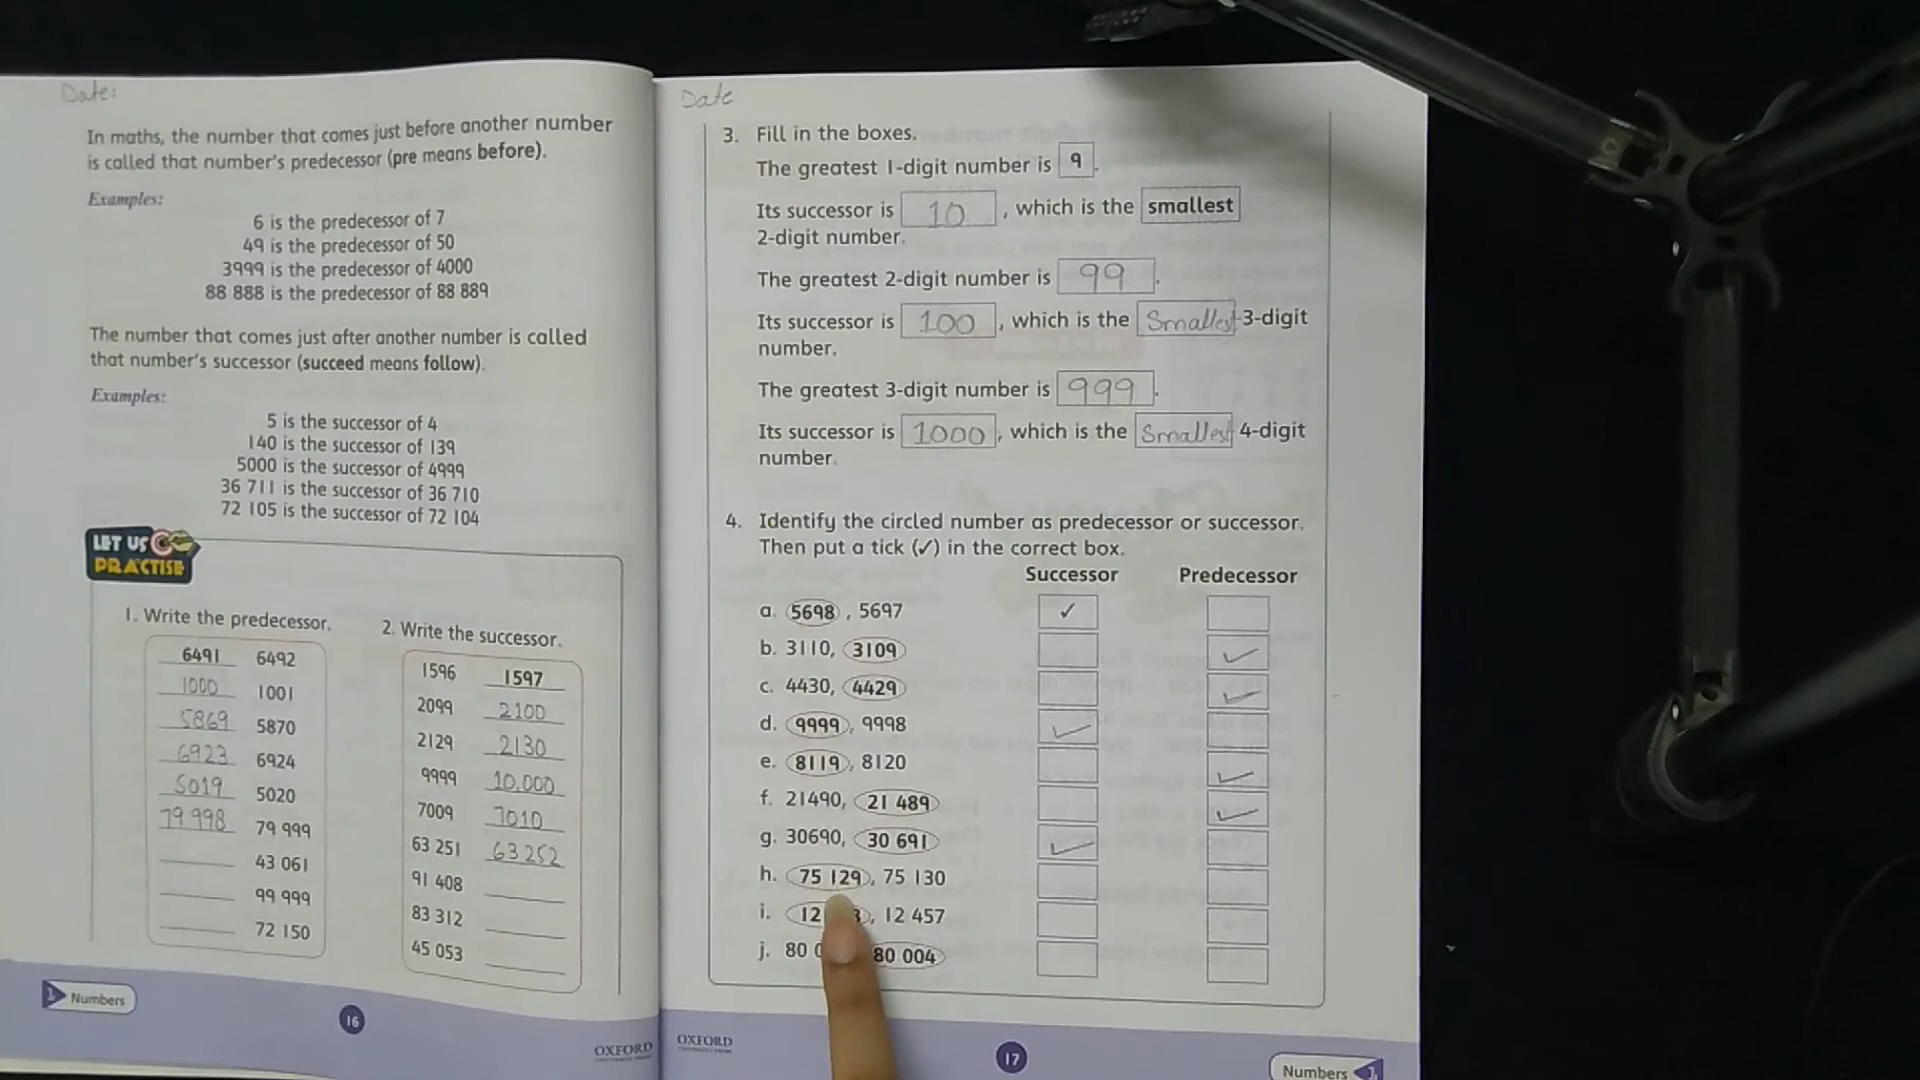 Date:
In maths, the number that comes just before another number
is called that number's predecessor (pre means before).
Examples:
6 is the predecessor of 7
49 is the predecessor of 50
3999 is the predecessor of 4000
88 888 is the predecessor of 88 889
The number that comes just after another number is called
that number's successor (succeed means follow).
Examples:
5 is the successor of 4
140 is the successor of 139
5000 is the successor of 4999
36 711 is the successor of 36 710
72 105 is the successor of 72 104
LET US
PRACTISE
1. Write the predecessor.
6491 6492
1000 1001
5869 5870
6923 6924
5019 5020
79 998 79 999
43 061
99 999
72 150
2. Write the successor.
1596 1597
2099 2100
2129 2130
9999 10.000
7009 7010
63 251 63 252
91 408
83 312
45 053
1 Numbers
16
OXFORD
Date
3. Fill in the boxes.
The greatest 1-digit number is 9.
Its successor is 10, which is the smallest
2-digit number.
The greatest 2-digit number is 99.
Its successor is 100, which is the Smallest 3-digit
number.
The greatest 3-digit number is 999.
Its successor is 1000, which is the Smallest 4-digit
number.
4. Identify the circled number as predecessor or successor.
Then put a tick (✓) in the correct box.
Successor Predecessor
a. 5698, 5697 ✓
b. 3110, 3109 ✓
c. 4430, 4429 ✓
d. 9999, 9998 ✓
e. 8119, 8120 ✓
f. 21490, 21 489 ✓
g. 30690, 30 691 ✓
h. 75 129, 75 130
i. 12 , 12 457
j. 80 80 004
OXFORD
17
Numbers 1